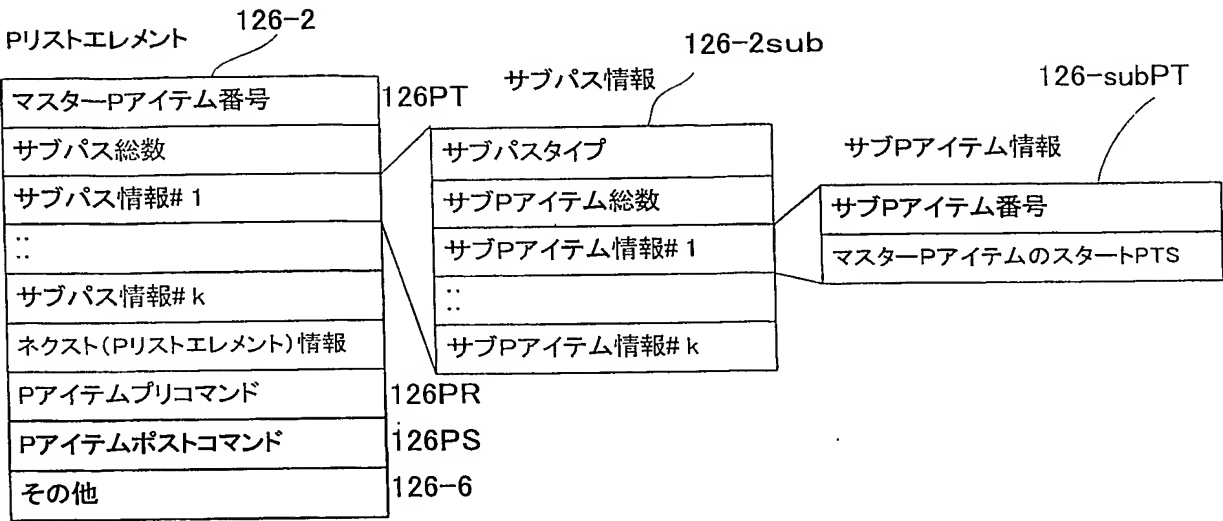 Pリストエレメント
126-2
マスターPアイテム番号
126PT
サブパス総数
サブパス情報#1
::
サブパス情報#k
ネクスト(Pリストエレメント)情報
Pアイテムプリコマンド
126PR
Pアイテムポストコマンド
126PS
その他
126-6
サブパス情報
126-2sub
サブパスタイプ
サブPアイテム総数
サブPアイテム情報#1
::
サブPアイテム情報#k
サブPアイテム情報
126-subPT
サブPアイテム番号
マスターPアイテムのスタートPTS